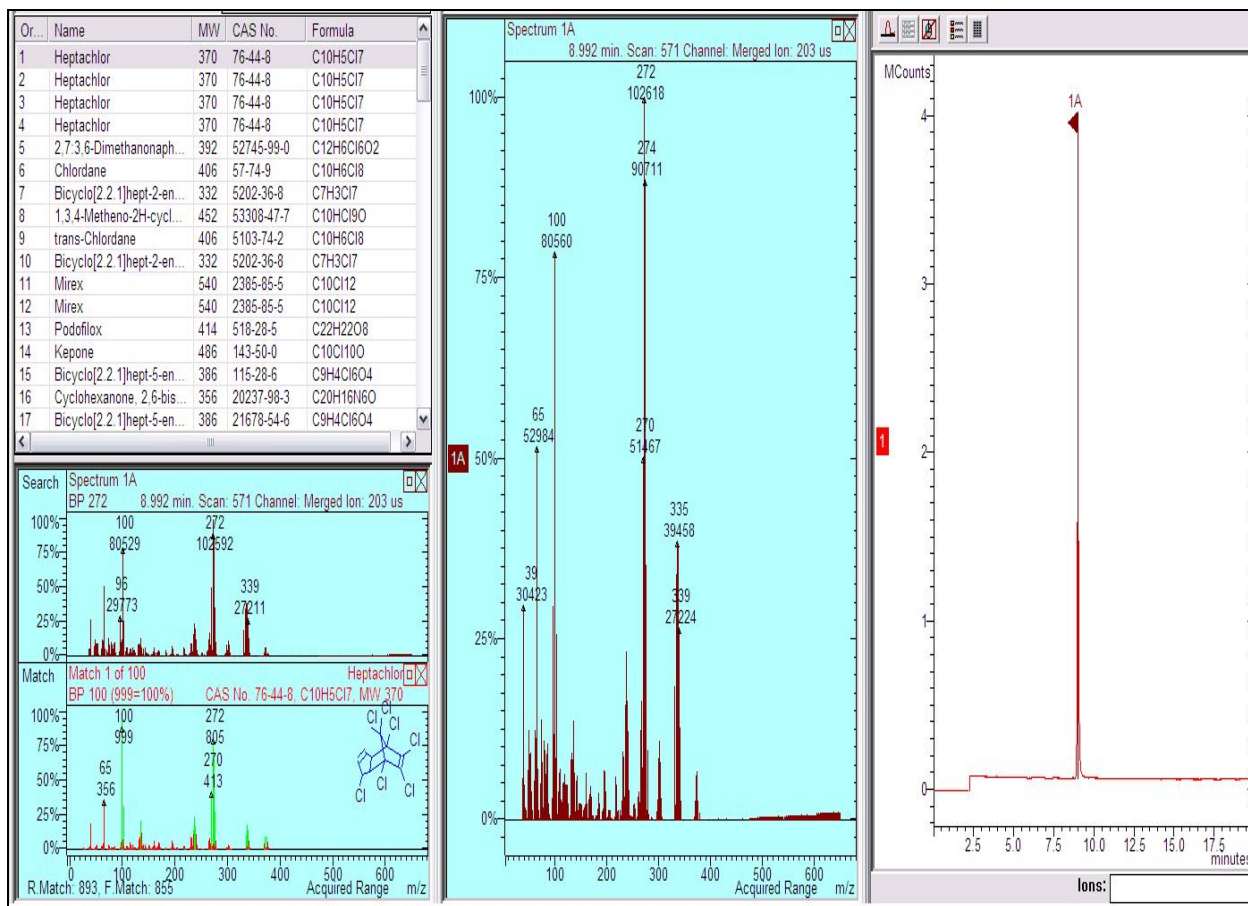 Or... Name MW CAS No. Formula
1 Heptachlor 370 76-44-8 C10H5Cl7
2 Heptachlor 370 76-44-8 C10H5Cl7
3 Heptachlor 370 76-44-8 C10H5Cl7
4 Heptachlor 370 76-44-8 C10H5Cl7
5 2,7:3,6-Dimethanonaph... 392 52745-99-0 C12H6Cl6O2
6 Chlordane 406 57-74-9 C10H6Cl8
7 Bicyclo[2.2.1]hept-2-en... 332 5202-36-8 C7H3Cl7
8 1,3,4-Metheno-2H-cycl... 452 53308-47-7 C10HCl9O
9 trans-Chlordane 406 5103-74-2 C10H6Cl8
10 Bicyclo[2.2.1]hept-2-en... 332 5202-36-8 C7H3Cl7
11 Mirex 540 2385-85-5 C10Cl12
12 Mirex 540 2385-85-5 C10Cl12
13 Podofilox 414 518-28-5 C22H22O8
14 Kepone 486 143-50-0 C10Cl10O
15 Bicyclo[2.2.1]hept-5-en... 386 115-28-6 C9H4Cl6O4
16 Cyclohexanone, 2,6-bis... 356 20237-98-3 C20H16N6O
17 Bicyclo[2.2.1]hept-5-en... 386 21678-54-6 C9H4Cl6O4
Search
Spectrum 1A
BP 272 8.992 min. Scan: 571 Channel: Merged Ion: 203 us
100%
75%
50%
25%
0%
100
80529
272
102592
96
29773
339
27211
Match
Match 1 of 100 Heptachlor
BP 100 (999=100%) CAS No. 76-44-8, C10H5Cl7, MW 370
100%
75%
50%
25%
0%
100
999
272
805
270
413
65
356
Cl
Cl
Cl
Cl
Cl
Cl
Cl
0 100 200 300 400 500 600
R.Match: 893, F.Match: 855 Acquired Range m/z
Spectrum 1A
8.992 min. Scan: 571 Channel: Merged Ion: 203 us
100%
75%
50%
25%
0%
272
102618
274
90711
100
80560
65
52984
270
51467
335
39458
39
30423
339
27224
1A
100 200 300 400 500 600
Acquired Range m/z
MCounts
4
3
2
1
0
1A
1
2.5 5.0 7.5 10.0 12.5 15.0 17.5
minutes
Ions: